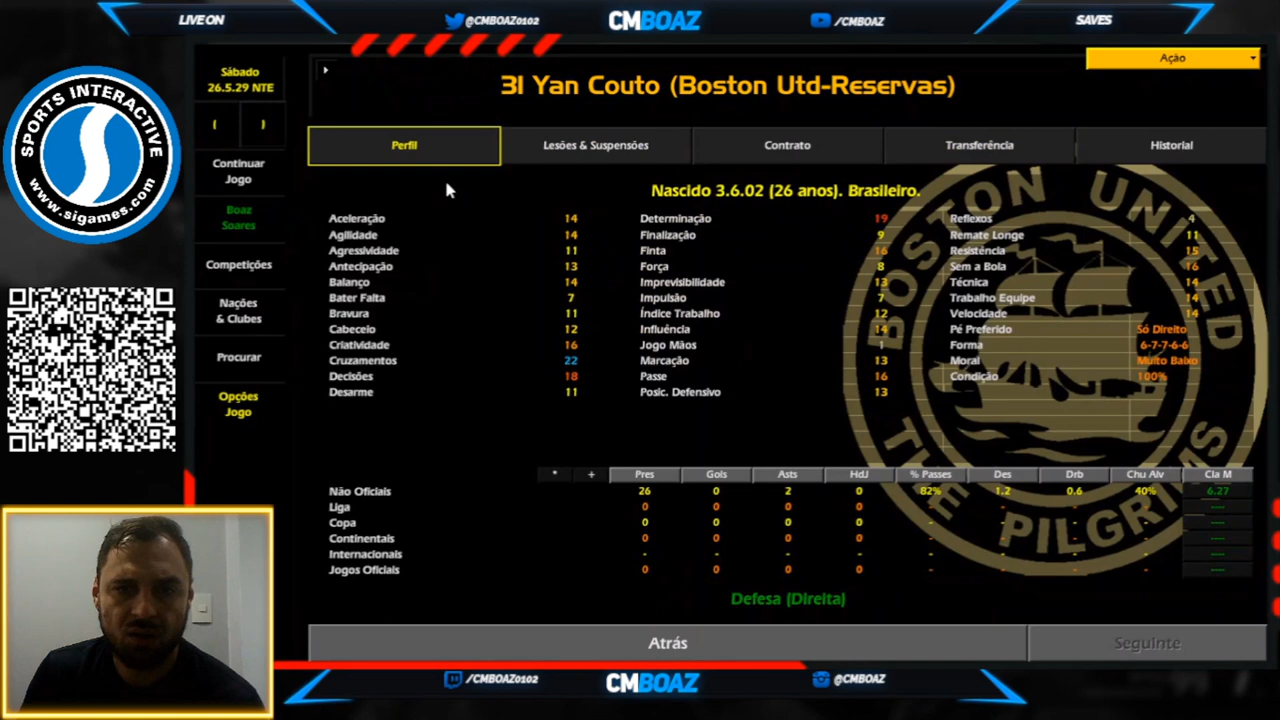 LIVE ON
@CMBOAZ0102
CMBOAZ
/CMBOAZ
SAVES
SPORTS INTERACTIVE
www.sigames.com
Sábado
26.5.29 NTE
Continuar
Jogo
Boaz
Soares
Competições
Nações
& Clubes
Procurar
Opções
Jogo
Ação
31 Yan Couto (Boston Utd-Reservas)
Perfil
Lesões & Suspensões
Contrato
Transferência
Historial
Nascido 3.6.02 (26 anos). Brasileiro.
Aceleração 14 Determinação 19 Reflexos 4
Agilidade 14 Finalização 9 Remate Longe 11
Agressividade 11 Finta 16 Resistência 15
Antecipação 13 Força 8 Sem a Bola 16
Balanço 14 Imprevisibilidade 13 Técnica 14
Bater Falta 7 Impulsão 7 Trabalho Equipe 14
Bravura 11 Índice Trabalho 12 Velocidade 14
Cabeceio 12 Influência 14 Pé Preferido Só Direito
Criatividade 16 Jogo Mãos 1 Forma 6-7-7-6-6
Cruzamentos 22 Marcação 13 Moral Muito Baixo
Decisões 18 Passe 16 Condição 100%
Desarme 11 Posic. Defensivo 13
BOSTON UNITED
THE PILGRIMS
* + Pres Gols Asts HdJ % Passes Des Drb Chu Alv Cla M
Não Oficiais 26 0 2 0 82% 1.2 0.6 40% 6.27
Liga 0 0 0 0 - - - - ----
Copa 0 0 0 0 - - - - ----
Continentais 0 0 0 0 - - - - ----
Internacionais - - - - - - - - ----
Jogos Oficiais 0 0 0 0 - - - - ----
Defesa (Direita)
Atrás
Seguinte
/CMBOAZ0102
CMBOAZ
@CMBOAZ